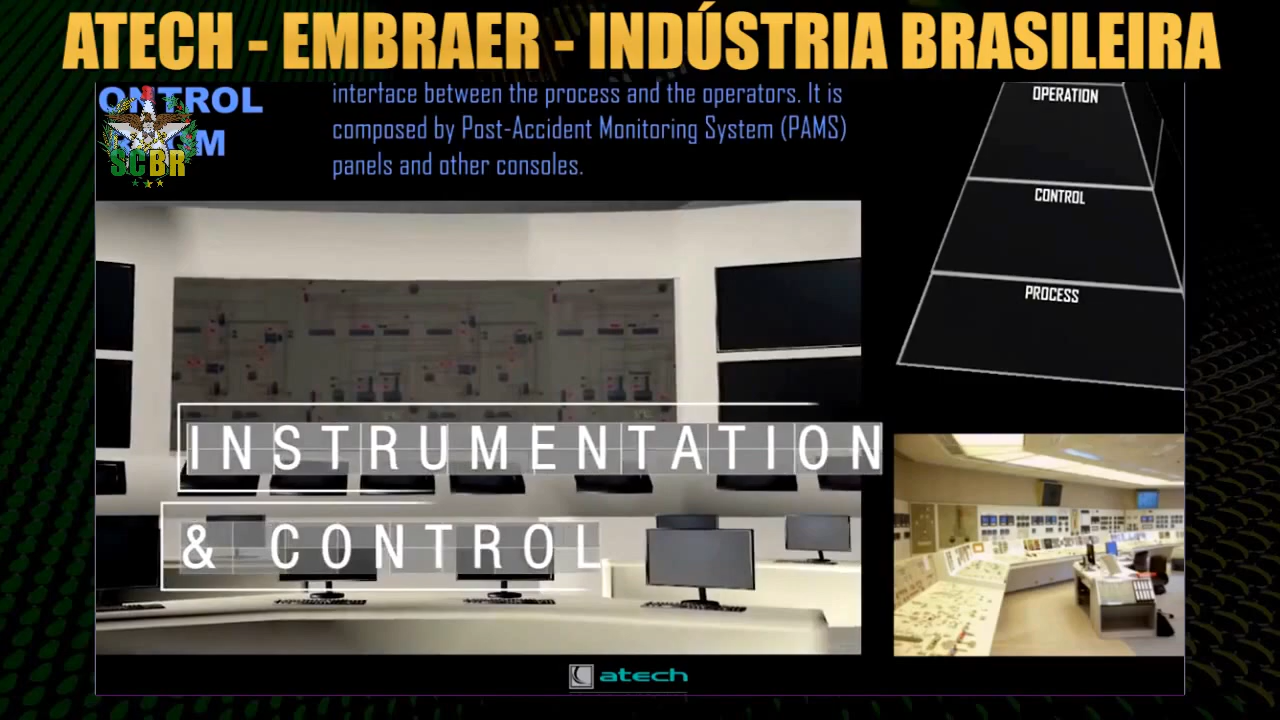 ATECH - EMBRAER - INDÚSTRIA BRASILEIRA
ONTROL
interface between the process and the operators. It is
composed by Post-Accident Monitoring System (PAMS)
panels and other consoles.
SCBR
OPERATION
CONTROL
PROCESS
INSTRUMENTATION
& CONTROL
atech